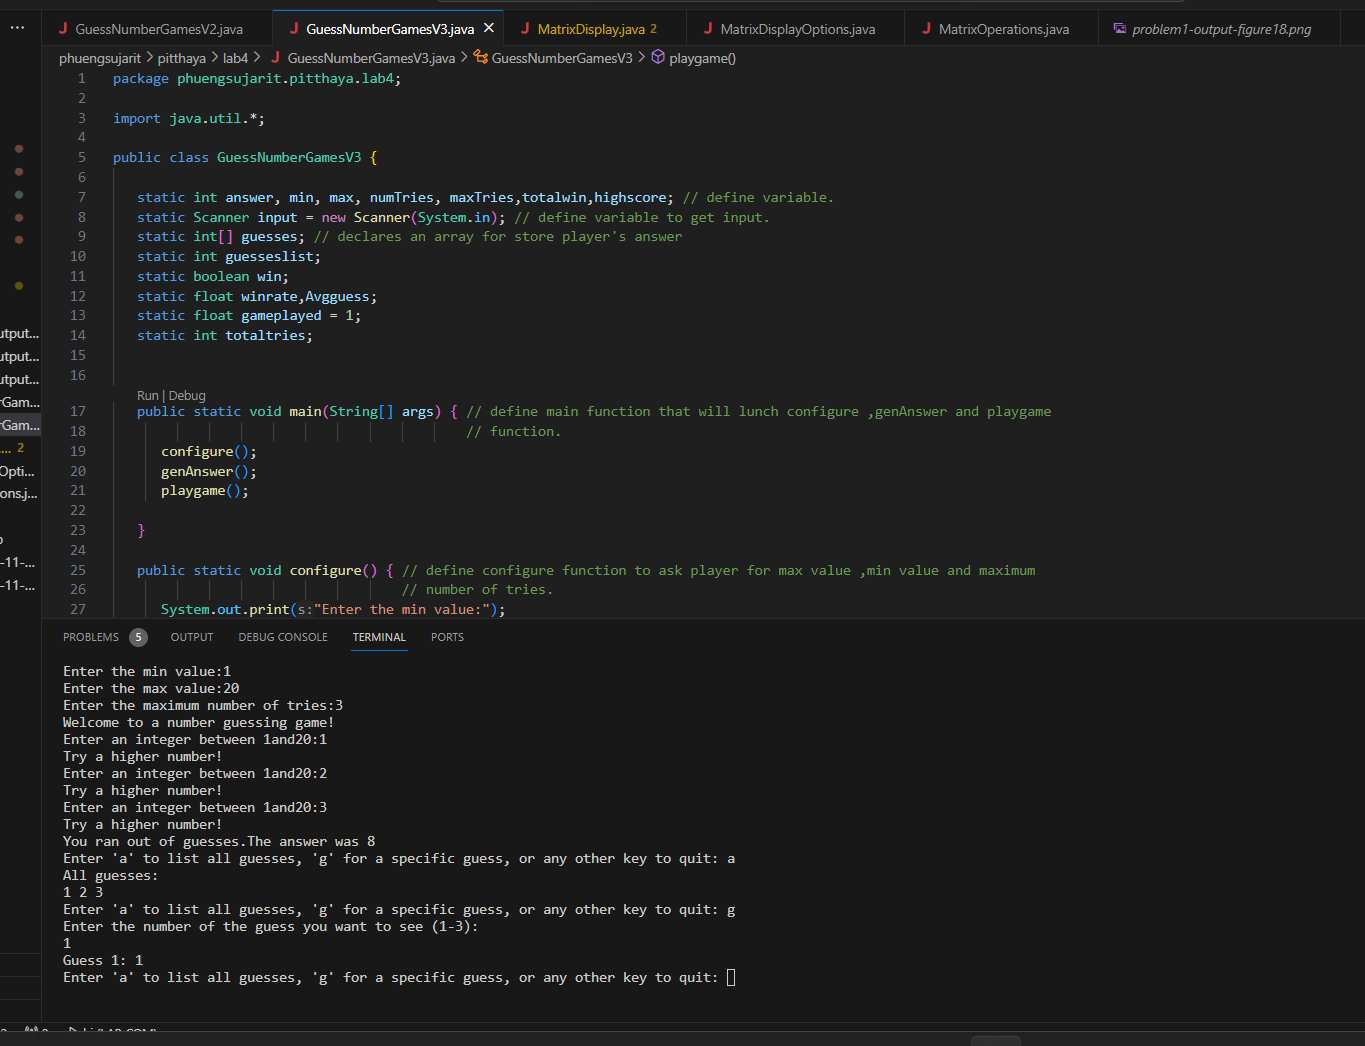 GuessNumberGamesV2.java GuessNumberGamesV3.java MatrixDisplay.java 2 MatrixDisplayOptions.java MatrixOperations.java problem1-output-figure18.png
phuengsujarit > pitthaya > lab4 > GuessNumberGamesV3.java > GuessNumberGamesV3 > playgame()
1 package phuengsujarit.pitthaya.lab4;
2
3 import java.util.*;
4
5 public class GuessNumberGamesV3 {
6
7 static int answer, min, max, numTries, maxTries,totalwin,highscore; // define variable.
8 static Scanner input = new Scanner(System.in); // define variable to get input.
9 static int[] guesses; // declares an array for store player's answer
10 static int guesseslist;
11 static boolean win;
12 static float winrate,Avgguess;
13 static float gameplayed = 1;
14 static int totaltries;
15
16
Run | Debug
17 public static void main(String[] args) { // define main function that will lunch configure ,genAnswer and playgame
18 // function.
19 configure();
20 genAnswer();
21 playgame();
22
23 }
24
25 public static void configure() { // define configure function to ask player for max value ,min value and maximum
26 // number of tries.
27 System.out.print(s:"Enter the min value:");
utput...
utput...
utput...
rGam...
rGam...
.... 2
Opti...
ons.j...
-11-...
-11-...
PROBLEMS 5 OUTPUT DEBUG CONSOLE TERMINAL PORTS
Enter the min value:1
Enter the max value:20
Enter the maximum number of tries:3
Welcome to a number guessing game!
Enter an integer between 1and20:1
Try a higher number!
Enter an integer between 1and20:2
Try a higher number!
Enter an integer between 1and20:3
Try a higher number!
You ran out of guesses.The answer was 8
Enter 'a' to list all guesses, 'g' for a specific guess, or any other key to quit: a
All guesses:
1 2 3
Enter 'a' to list all guesses, 'g' for a specific guess, or any other key to quit: g
Enter the number of the guess you want to see (1-3):
1
Guess 1: 1
Enter 'a' to list all guesses, 'g' for a specific guess, or any other key to quit: